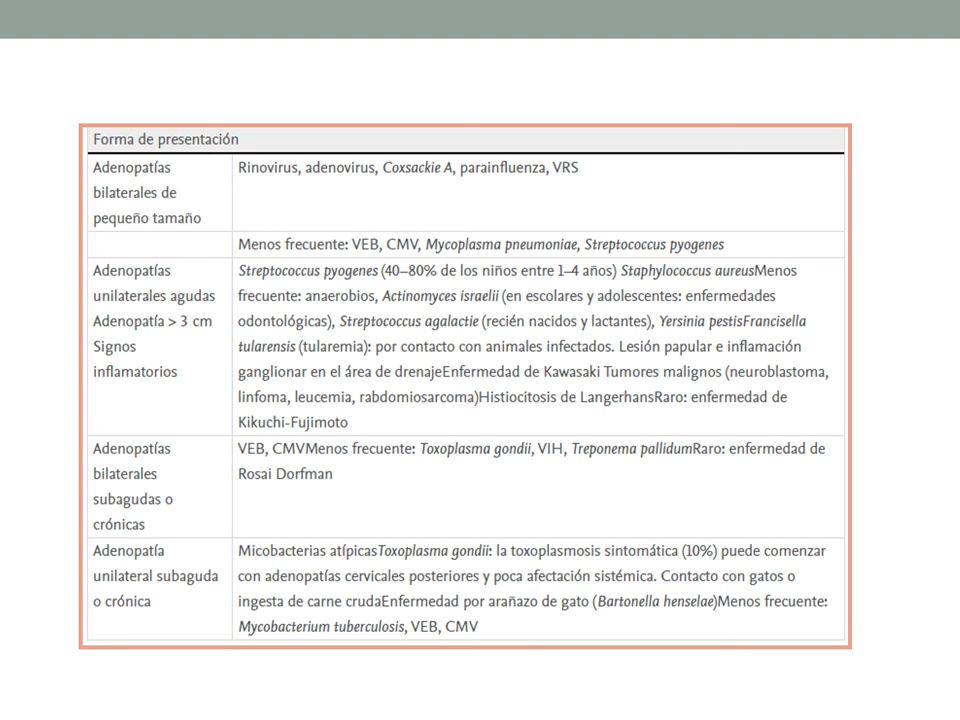 Forma de presentación
Adenopatías
bilaterales de
pequeño tamaño
Rinovirus, adenovirus, Coxsackie A, parainfluenza, VRS
Menos frecuente: VEB, CMV, Mycoplasma pneumoniae, Streptococcus pyogenes
Adenopatías
unilaterales agudas
Adenopatía > 3 cm
Signos
inflamatorios
Streptococcus pyogenes (40–80% de los niños entre 1–4 años) Staphylococcus aureusMenos
frecuente: anaerobios, Actinomyces israelii (en escolares y adolescentes: enfermedades
odontológicas), Streptococcus agalactie (recién nacidos y lactantes), Yersinia pestisFrancisella
tularensis (tularemia): por contacto con animales infectados. Lesión papular e inflamación
ganglionar en el área de drenajeEnfermedad de Kawasaki Tumores malignos (neuroblastoma,
linfoma, leucemia, rabdomiosarcoma)Histiocitosis de LangerhansRaro: enfermedad de
Kikuchi-Fujimoto
Adenopatías
bilaterales
subagudas o
crónicas
VEB, CMVMenos frecuente: Toxoplasma gondii, VIH, Treponema pallidumRaro: enfermedad de
Rosai Dorfman
Adenopatía
unilateral subaguda
o crónica
Micobacterias atípicasToxoplasma gondii: la toxoplasmosis sintomática (10%) puede comenzar
con adenopatías cervicales posteriores y poca afectación sistémica. Contacto con gatos o
ingesta de carne crudaEnfermedad por arañazo de gato (Bartonella henselae)Menos frecuente:
Mycobacterium tuberculosis, VEB, CMV